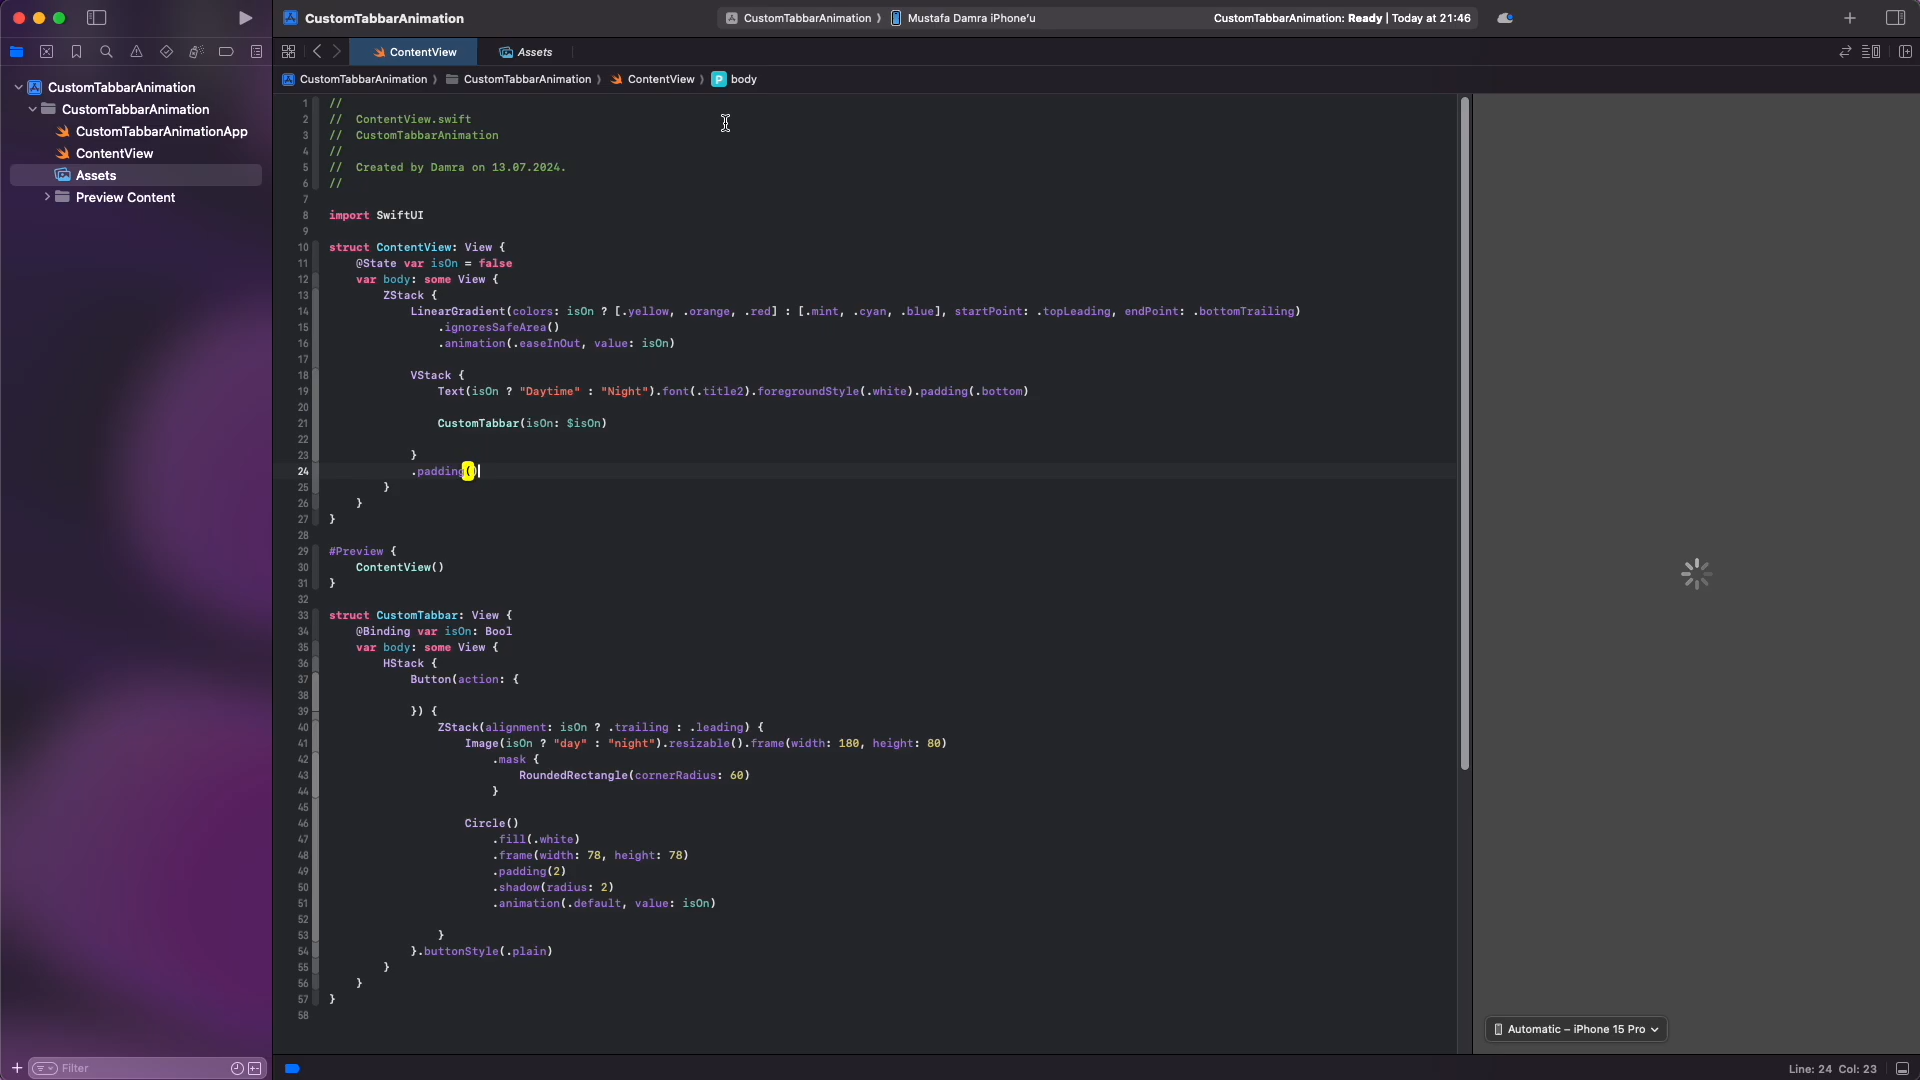 CustomTabbarAnimation
CustomTabbarAnimation ⟩ Mustafa Damra iPhone'u
CustomTabbarAnimation: Ready | Today at 21:46
ContentView
Assets
CustomTabbarAnimation ⟩ CustomTabbarAnimation ⟩ ContentView ⟩ P body
CustomTabbarAnimation
CustomTabbarAnimation
CustomTabbarAnimationApp
ContentView
Assets
Preview Content
1 //
2 //  ContentView.swift
3 //  CustomTabbarAnimation
4 //
5 //  Created by Damra on 13.07.2024.
6 //
7
8 import SwiftUI
9
10 struct ContentView: View {
11     @State var isOn = false
12     var body: some View {
13         ZStack {
14             LinearGradient(colors: isOn ? [.yellow, .orange, .red] : [.mint, .cyan, .blue], startPoint: .topLeading, endPoint: .bottomTrailing)
15                 .ignoresSafeArea()
16                 .animation(.easeInOut, value: isOn)
17
18             VStack {
19                 Text(isOn ? "Daytime" : "Night").font(.title2).foregroundStyle(.white).padding(.bottom)
20
21                 CustomTabbar(isOn: $isOn)
22
23             }
24             .padding()
25         }
26     }
27 }
28
29 #Preview {
30     ContentView()
31 }
32
33 struct CustomTabbar: View {
34     @Binding var isOn: Bool
35     var body: some View {
36         HStack {
37             Button(action: {
38
39             }) {
40                 ZStack(alignment: isOn ? .trailing : .leading) {
41                     Image(isOn ? "day" : "night").resizable().frame(width: 180, height: 80)
42                         .mask {
43                             RoundedRectangle(cornerRadius: 60)
44                         }
45
46                     Circle()
47                         .fill(.white)
48                         .frame(width: 78, height: 78)
49                         .padding(2)
50                         .shadow(radius: 2)
51                         .animation(.default, value: isOn)
52
53                 }
54             }.buttonStyle(.plain)
55         }
56     }
57 }
58
Automatic – iPhone 15 Pro
Filter
Line: 24 Col: 23